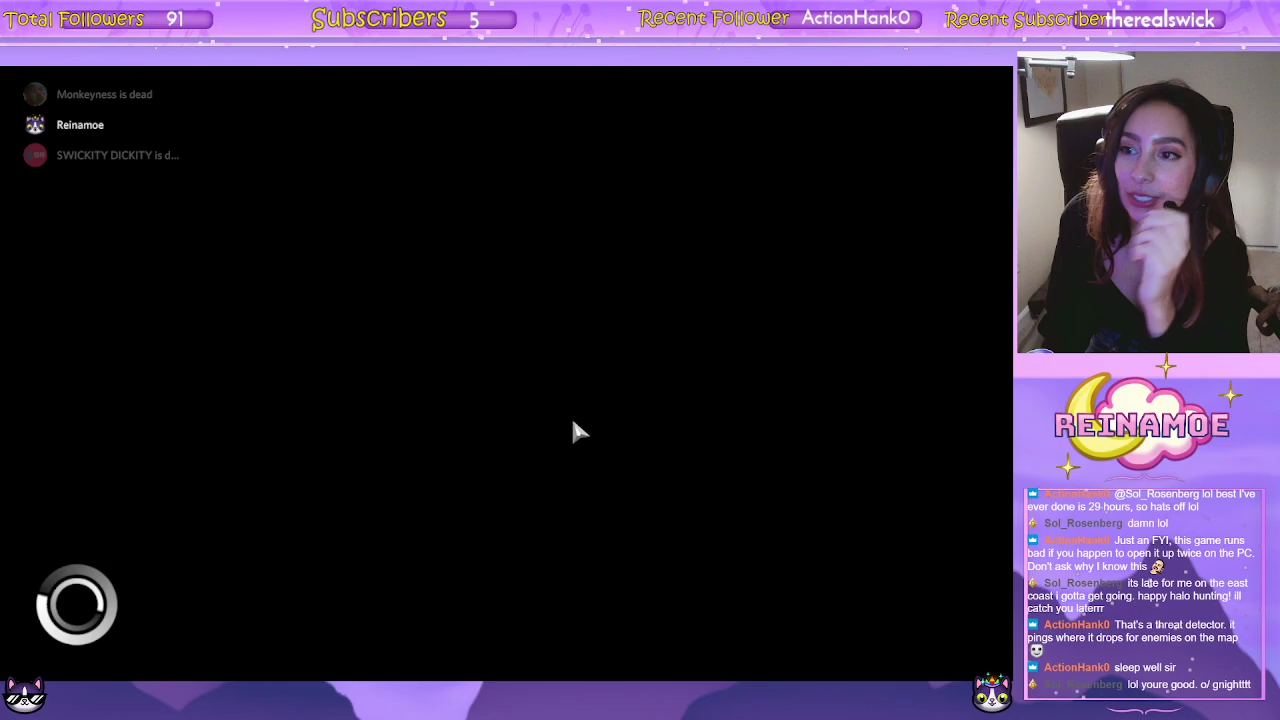 Total Followers 91 Subscribers 5 Recent Follower ActionHank0 Recent Subscriber therealswick
Monkeyness is dead
Reinamoe
SWICKITY DICKITY is d...
REINAMOE
ActionHank0 @Sol_Rosenberg lol best I've
ever done is 29 hours, so hats off lol
Sol_Rosenberg damn lol
ActionHank0 Just an FYI, this game runs
bad if you happen to open it up twice on the PC.
Don't ask why I know this
Sol_Rosenberg its late for me on the east
coast i gotta get going. happy halo hunting! ill
catch you laterrr
ActionHank0 That's a threat detector. it
pings where it drops for enemies on the map
ActionHank0 sleep well sir
Sol_Rosenberg lol youre good. o/ gnightttt